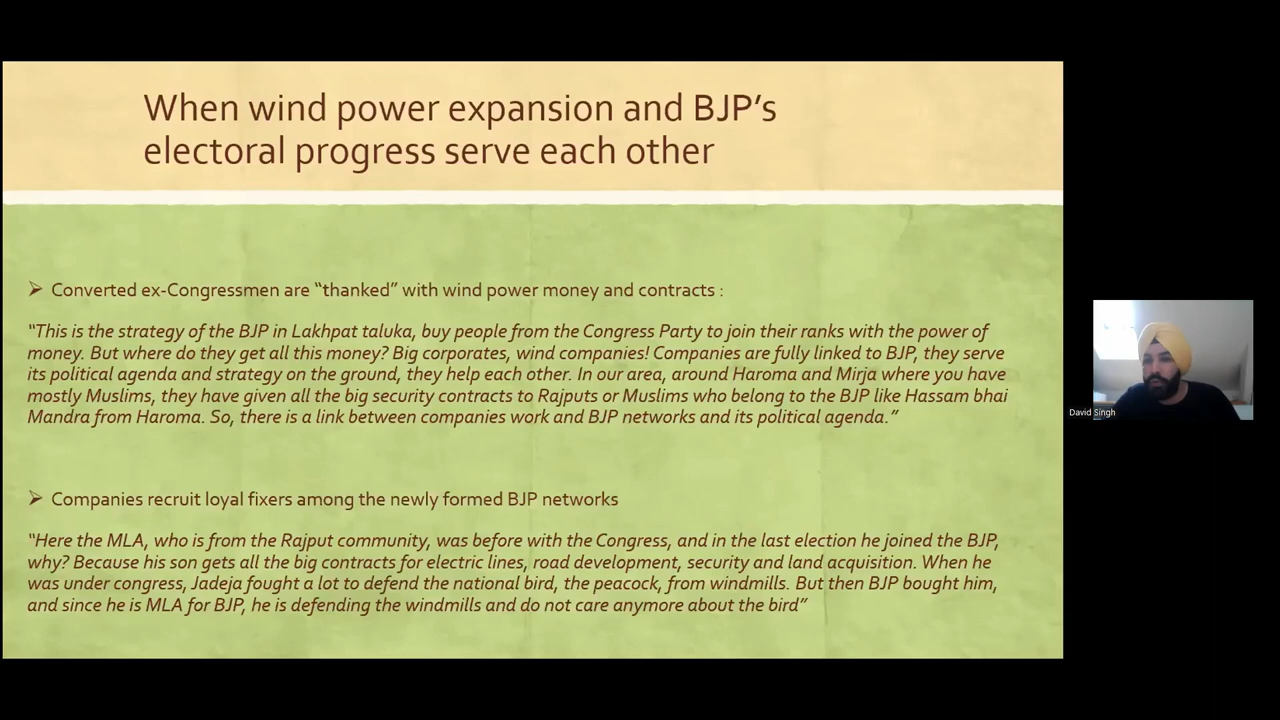 When wind power expansion and BJP's
electoral progress serve each other
➢ Converted ex-Congressmen are “thanked” with wind power money and contracts :
“This is the strategy of the BJP in Lakhpat taluka, buy people from the Congress Party to join their ranks with the power of
money. But where do they get all this money? Big corporates, wind companies! Companies are fully linked to BJP, they serve
its political agenda and strategy on the ground, they help each other. In our area, around Haroma and Mirja where you have
mostly Muslims, they have given all the big security contracts to Rajputs or Muslims who belong to the BJP like Hassam bhai
Mandra from Haroma. So, there is a link between companies work and BJP networks and its political agenda.”
➢ Companies recruit loyal fixers among the newly formed BJP networks
“Here the MLA, who is from the Rajput community, was before with the Congress, and in the last election he joined the BJP,
why? Because his son gets all the big contracts for electric lines, road development, security and land acquisition. When he
was under congress, Jadeja fought a lot to defend the national bird, the peacock, from windmills. But then BJP bought him,
and since he is MLA for BJP, he is defending the windmills and do not care anymore about the bird”
David Singh